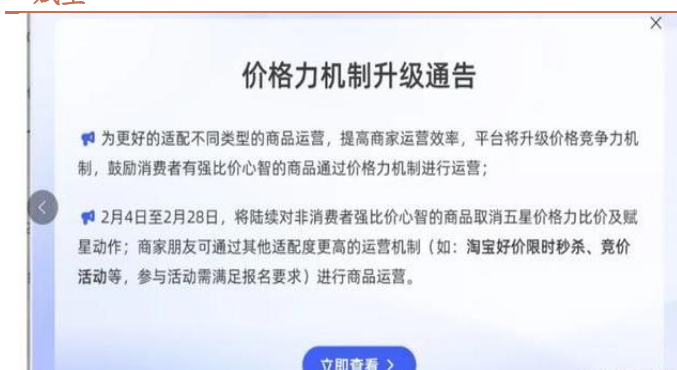 价格力机制升级通告
为更好的适配不同类型的商品运营，提高商家运营效率，平台将升级价格竞争力机
制，鼓励消费者有强比价心智的商品通过价格力机制进行运营；
2月4日至2月28日，将陆续对非消费者强比价心智的商品取消五星价格力比价及赋
星动作；商家朋友可通过其他适配度更高的运营机制（如：淘宝好价限时秒杀、竞价
活动等，参与活动需满足报名要求）进行商品运营。
立即查看 >